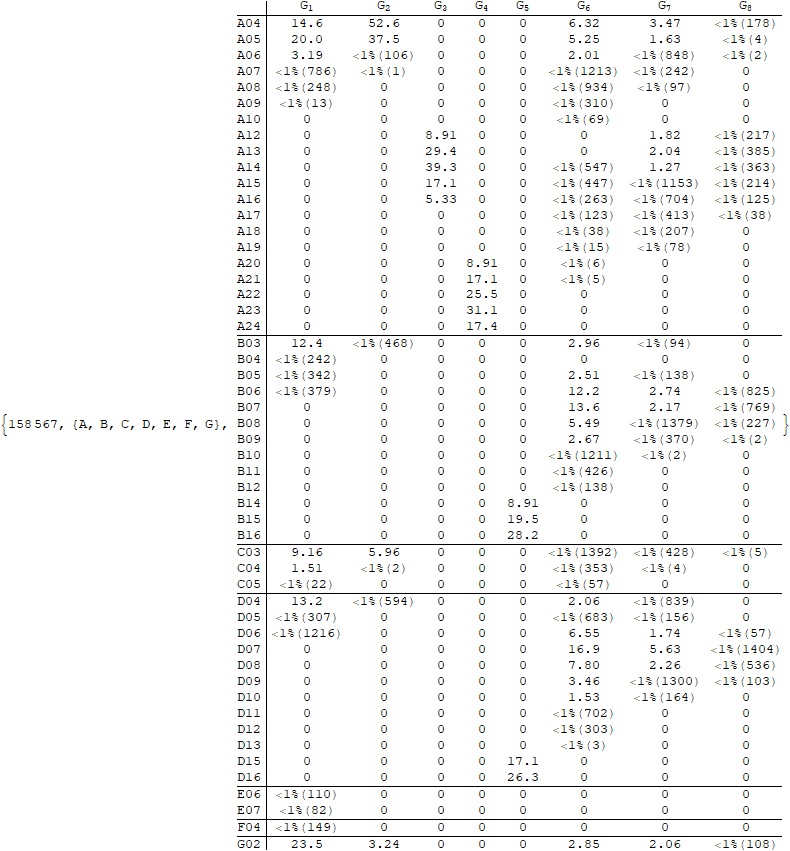 G₁ G₂ G₃ G₄ G₅ G₆ G₇ G₈
A04 14.6 52.6 0 0 0 6.32 3.47 <1%(178)
A05 20.0 37.5 0 0 0 5.25 1.63 <1%(4)
A06 3.19 <1%(106) 0 0 0 2.01 <1%(848) <1%(2)
A07 <1%(786) <1%(1) 0 0 0 <1%(1213) <1%(242) 0
A08 <1%(248) 0 0 0 0 <1%(934) <1%(97) 0
A09 <1%(13) 0 0 0 0 <1%(310) 0 0
A10 0 0 0 0 0 <1%(69) 0 0
A12 0 0 8.91 0 0 0 1.82 <1%(217)
A13 0 0 29.4 0 0 0 2.04 <1%(385)
A14 0 0 39.3 0 0 <1%(547) 1.27 <1%(363)
A15 0 0 17.1 0 0 <1%(447) <1%(1153) <1%(214)
A16 0 0 5.33 0 0 <1%(263) <1%(704) <1%(125)
A17 0 0 0 0 0 <1%(123) <1%(413) <1%(38)
A18 0 0 0 0 0 <1%(38) <1%(207) 0
A19 0 0 0 0 0 <1%(15) <1%(78) 0
A20 0 0 0 8.91 0 <1%(6) 0 0
A21 0 0 0 17.1 0 <1%(5) 0 0
A22 0 0 0 25.5 0 0 0 0
A23 0 0 0 31.1 0 0 0 0
A24 0 0 0 17.4 0 0 0 0
B03 12.4 <1%(468) 0 0 0 2.96 <1%(94) 0
B04 <1%(242) 0 0 0 0 0 0 0
B05 <1%(342) 0 0 0 0 2.51 <1%(138) 0
B06 <1%(379) 0 0 0 0 12.2 2.74 <1%(825)
B07 0 0 0 0 0 13.6 2.17 <1%(769)
{158 567, {A, B, C, D, E, F, G}, B08 0 0 0 0 0 5.49 <1%(1379) <1%(227) }
B09 0 0 0 0 0 2.67 <1%(370) <1%(2)
B10 0 0 0 0 0 <1%(1211) <1%(2) 0
B11 0 0 0 0 0 <1%(426) 0 0
B12 0 0 0 0 0 <1%(138) 0 0
B14 0 0 0 0 8.91 0 0 0
B15 0 0 0 0 19.5 0 0 0
B16 0 0 0 0 28.2 0 0 0
C03 9.16 5.96 0 0 0 <1%(1392) <1%(428) <1%(5)
C04 1.51 <1%(2) 0 0 0 <1%(353) <1%(4) 0
C05 <1%(22) 0 0 0 0 <1%(57) 0 0
D04 13.2 <1%(594) 0 0 0 2.06 <1%(839) 0
D05 <1%(307) 0 0 0 0 <1%(683) <1%(156) 0
D06 <1%(1216) 0 0 0 0 6.55 1.74 <1%(57)
D07 0 0 0 0 0 16.9 5.63 <1%(1404)
D08 0 0 0 0 0 7.80 2.26 <1%(536)
D09 0 0 0 0 0 3.46 <1%(1300) <1%(103)
D10 0 0 0 0 0 1.53 <1%(164) 0
D11 0 0 0 0 0 <1%(702) 0 0
D12 0 0 0 0 0 <1%(303) 0 0
D13 0 0 0 0 0 <1%(3) 0 0
D15 0 0 0 0 17.1 0 0 0
D16 0 0 0 0 26.3 0 0 0
E06 <1%(110) 0 0 0 0 0 0 0
E07 <1%(82) 0 0 0 0 0 0 0
F04 <1%(149) 0 0 0 0 0 0 0
G02 23.5 3.24 0 0 0 2.85 2.06 <1%(108)